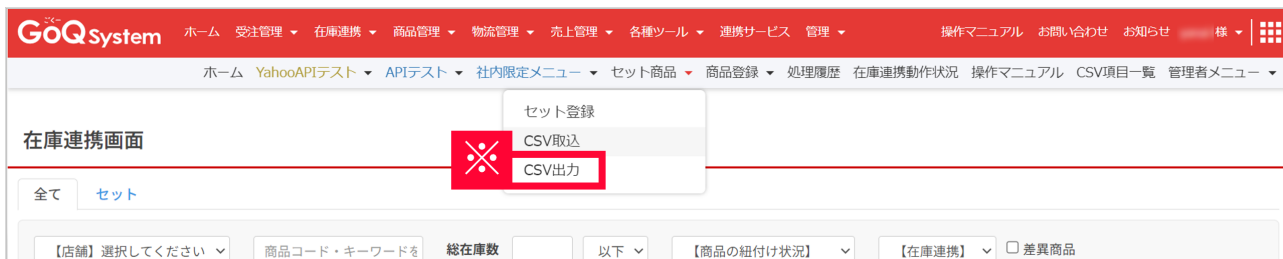 ごくー
GoQSystem ホーム 受注管理 在庫連携 商品管理 物流管理 売上管理 各種ツール 連携サービス 管理 操作マニュアル お問い合わせ お知らせ 様
ホーム YahooAPIテスト APIテスト 社内限定メニュー セット商品 商品登録 処理履歴 在庫連携動作状況 操作マニュアル CSV項目一覧 管理者メニュー
セット登録
在庫連携画面
※ CSV取込
CSV出力
全て セット
【店舗】選択してください 商品コード・キーワードを 総在庫数 以下 【商品の紐付け状況】 【在庫連携】 差異商品